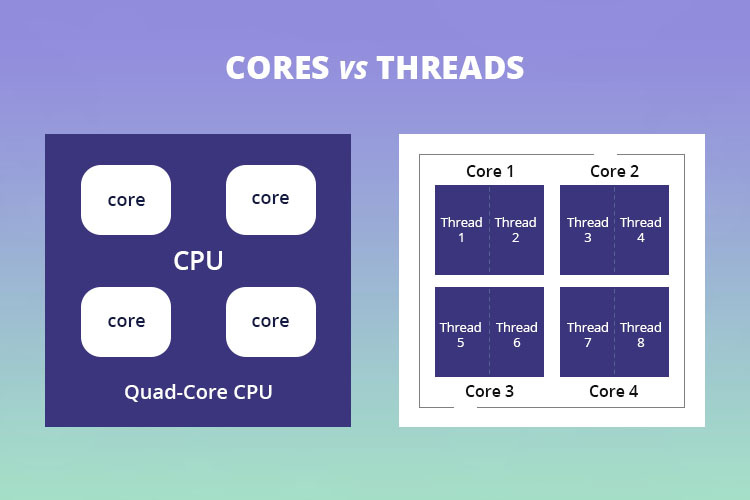 CORES vs THREADS
core
core
CPU
core
core
Quad-Core CPU
Core 1
Core 2
Thread
1
Thread
2
Thread
3
Thread
4
Thread
5
Thread
6
Thread
7
Thread
8
Core 3
Core 4